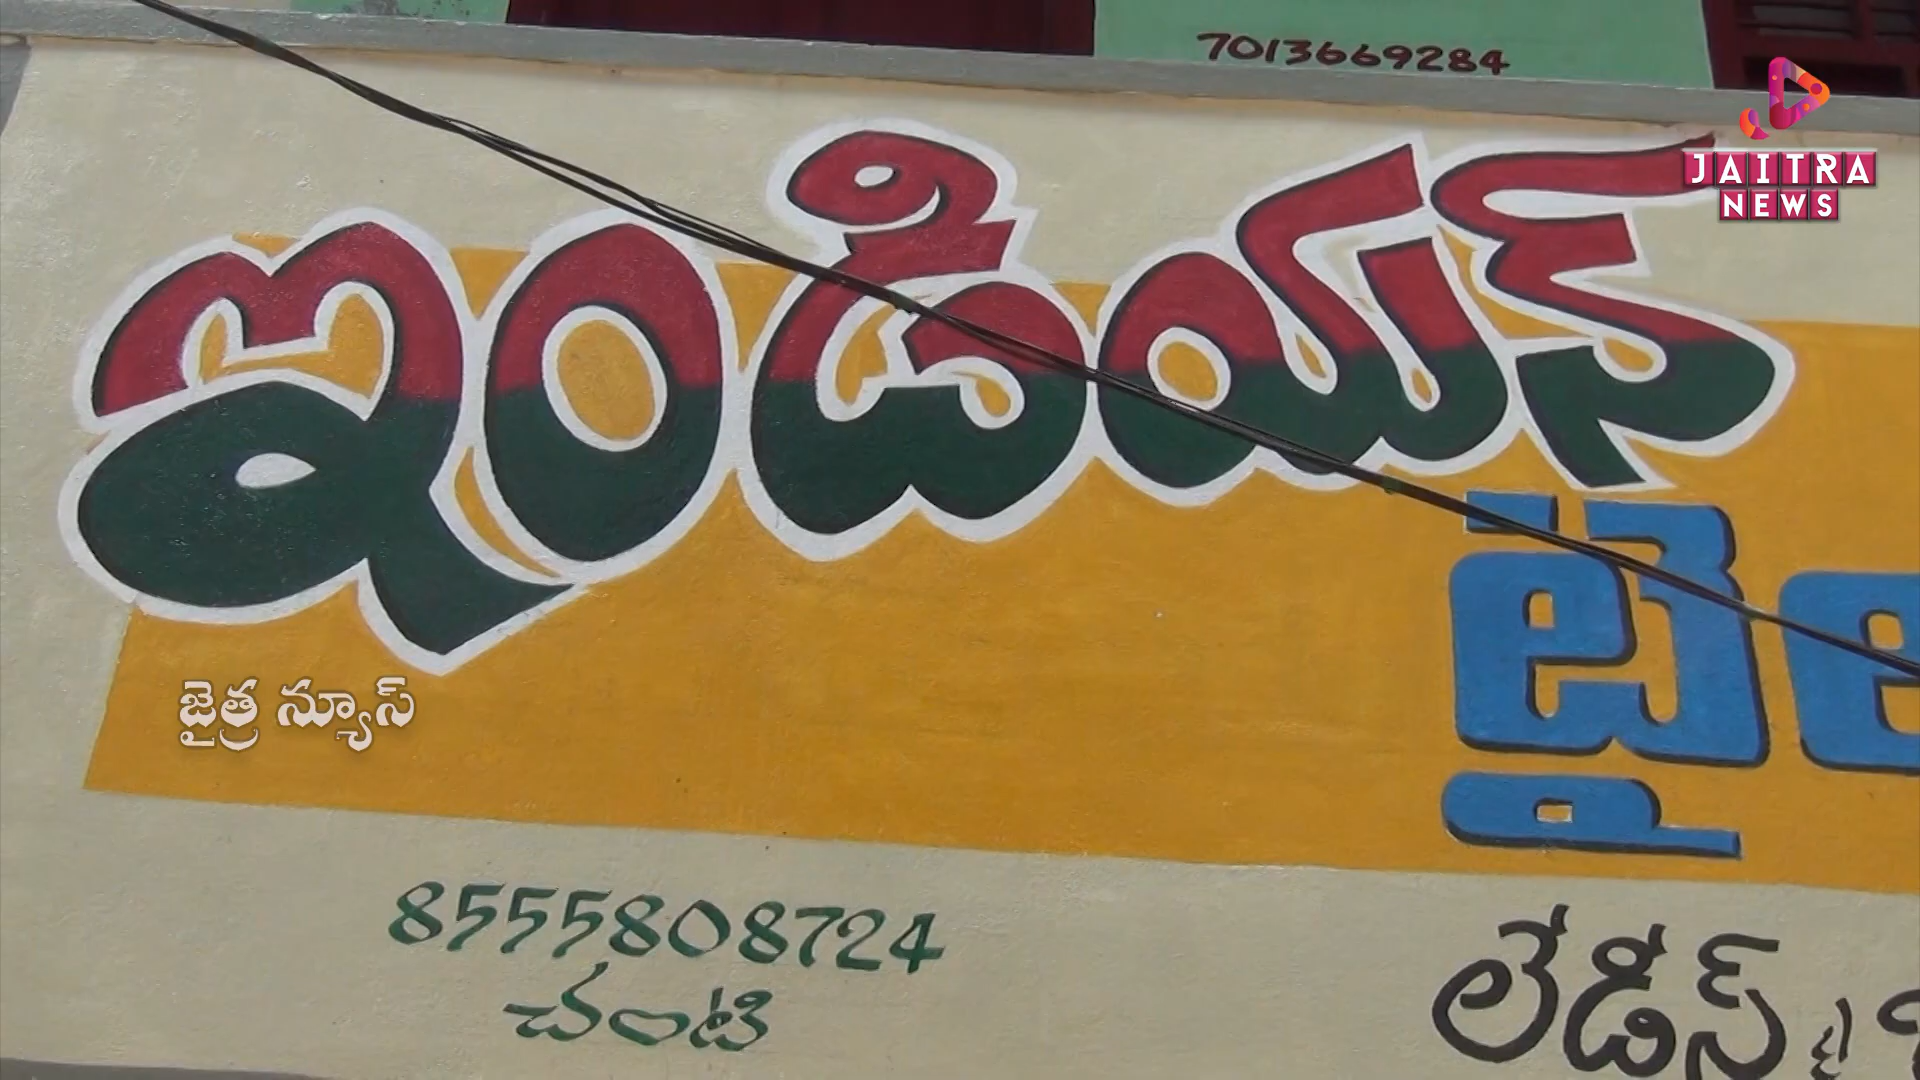 7013669284
JAITRA
NEWS
ఇండియన్
జైత్ర న్యూస్
8555808724
చంటి
లేడీస్